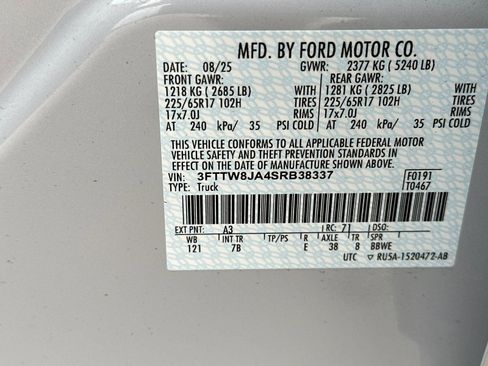 MFD. BY FORD MOTOR CO.
DATE: 08/25 GVWR: 2377 KG ( 5240 LB)
FRONT GAWR: REAR GAWR:
1218 KG ( 2685 LB) 1281 KG ( 2825 LB)
225/65R17 102H 225/65R17 102H
17x7.0J RIMS 17x7.0J RIMS
AT 240 kPa/ 35 PSI COLD AT 240 kPa/ 35 PSI COLD
THIS VEHICLE CONFORMS TO ALL APPLICABLE FEDERAL MOTOR
VEHICLE SAFETY AND THEFT PREVENTION STANDARDS IN
EFFECT ON THE DATE OF MANUFACTURE SHOWN ABOVE.
VIN: 3FTTW8JA4SRB38337 F0191
TYPE: Truck T0467
EXT PNT: A3 RC: 71 DSO:
WB INT TR TP/PS R AXLE TR SPR
121 7B E 38 8 BBWE
UTC ▽ RU5A-1520472-AB